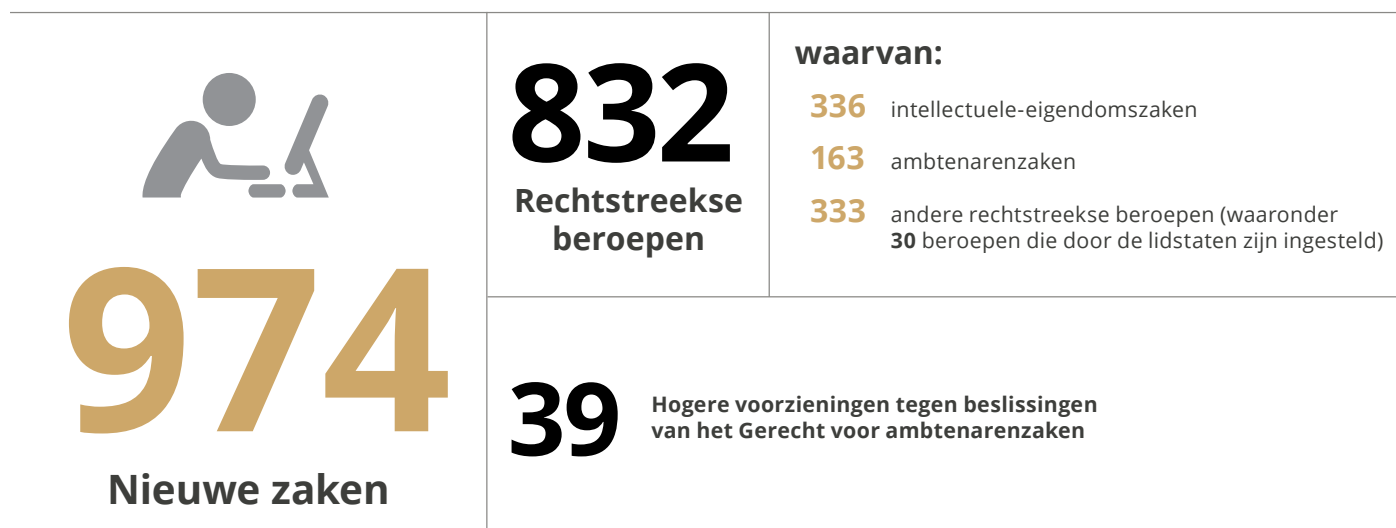 974
Nieuwe zaken
832
Rechtstreekse
beroepen
waarvan:
336 intellectuele-eigendomszaken
163 ambtenarenzaken
333 andere rechtstreekse beroepen (waaronder
30 beroepen die door de lidstaten zijn ingesteld)
39
Hogere voorzieningen tegen beslissingen
van het Gerecht voor ambtenarenzaken